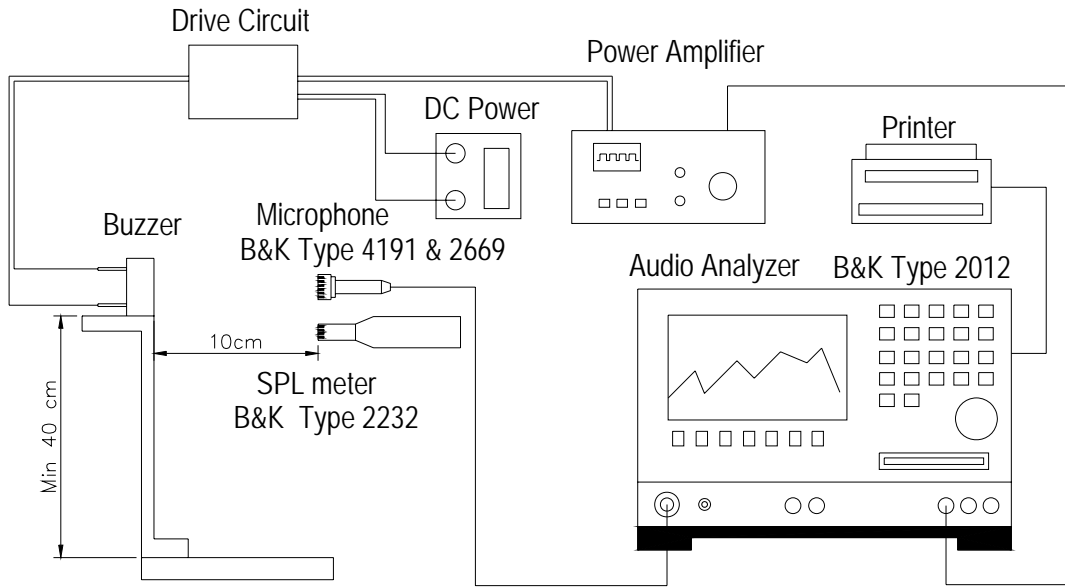 Drive Circuit
Power Amplifier
DC Power
Printer
Buzzer
Microphone
B&K Type 4191 & 2669
Audio Analyzer
B&K Type 2012
10cm
SPL meter
B&K Type 2232
Min 40 cm